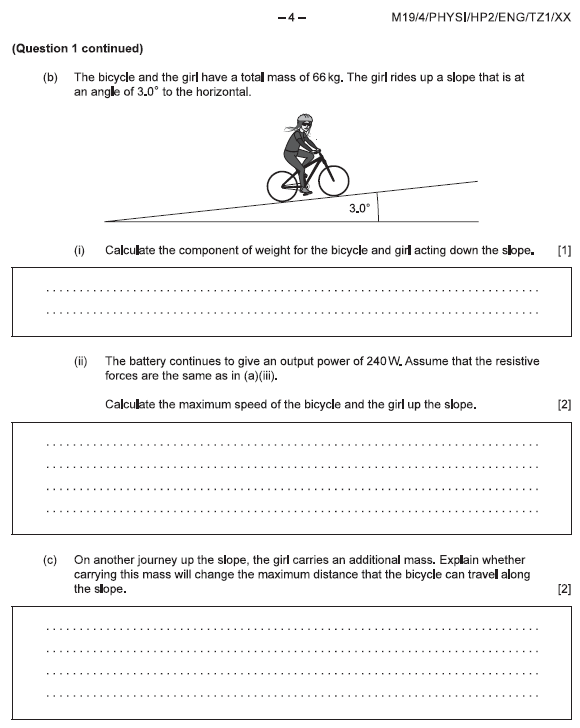 – 4 –
M19/4/PHYSI/HP2/ENG/TZ1/XX
(Question 1 continued)
(b) The bicycle and the girl have a total mass of 66 kg. The girl rides up a slope that is at
an angle of 3.0° to the horizontal.
3.0°
(i) Calculate the component of weight for the bicycle and girl acting down the slope. [1]
(ii) The battery continues to give an output power of 240 W. Assume that the resistive
forces are the same as in (a)(iii).
Calculate the maximum speed of the bicycle and the girl up the slope. [2]
(c) On another journey up the slope, the girl carries an additional mass. Explain whether
carrying this mass will change the maximum distance that the bicycle can travel along
the slope. [2]